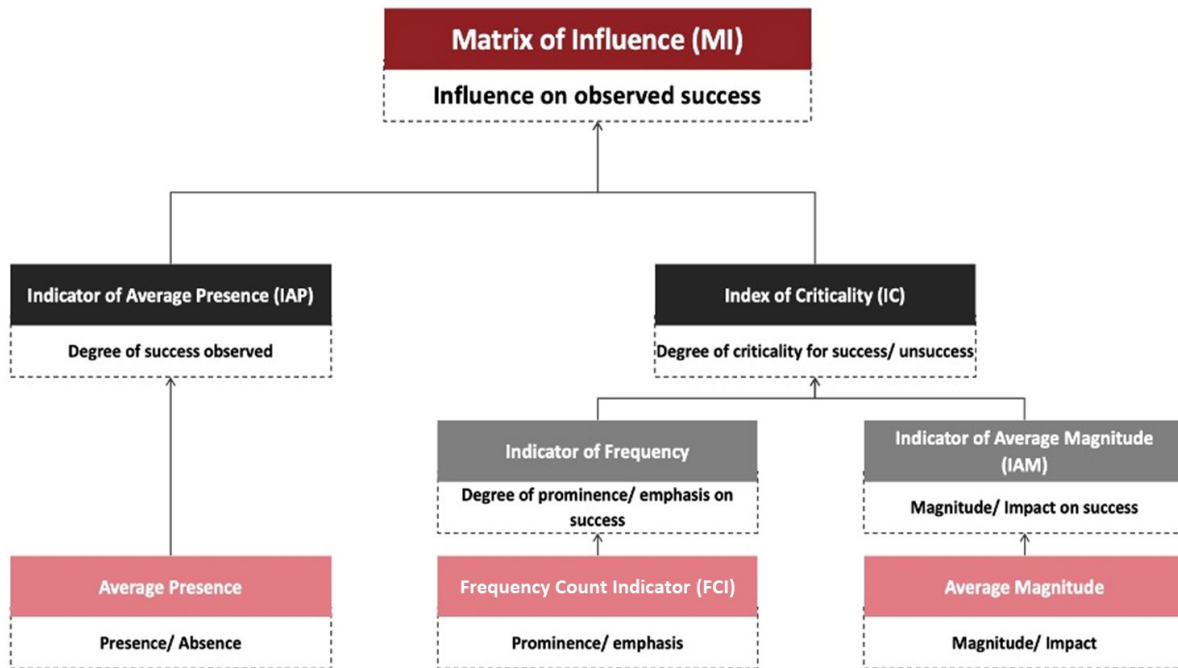 Matrix of Influence (MI)
Influence on observed success
Indicator of Average Presence (IAP)
Degree of success observed
Index of Criticality (IC)
Degree of criticality for success/ unsuccess
Indicator of Frequency
Degree of prominence/ emphasis on
success
Indicator of Average Magnitude
(IAM)
Magnitude/ Impact on success
Average Presence
Presence/ Absence
Frequency Count Indicator (FCI)
Prominence/ emphasis
Average Magnitude
Magnitude/ Impact